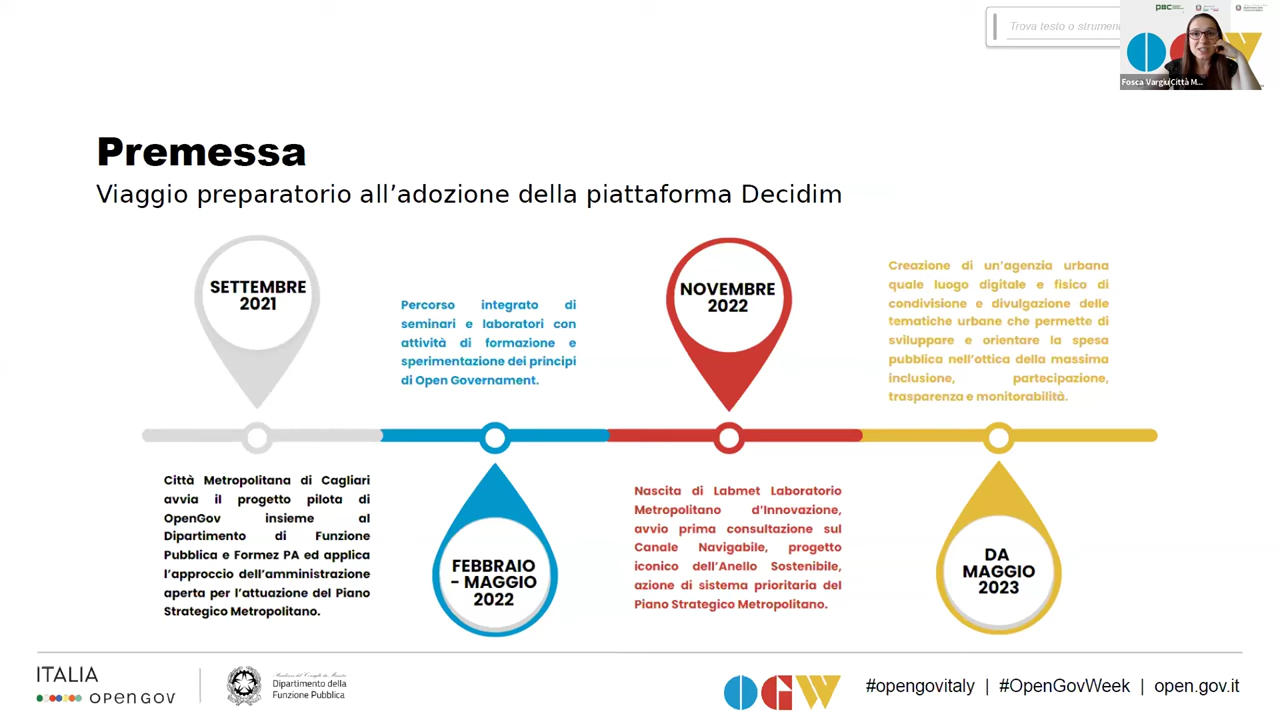 Trova testo o strument
Fosca Vargiu|Città M...
Premessa
Viaggio preparatorio all’adozione della piattaforma Decidim
SETTEMBRE
2021
Città Metropolitana di Cagliari
avvia il progetto pilota di
OpenGov insieme al
Dipartimento di Funzione
Pubblica e Formez PA ed applica
l’approccio dell’amministrazione
aperta per l’attuazione del Piano
Strategico Metropolitano.
Percorso integrato di
seminari e laboratori con
attività di formazione e
sperimentazione dei principi
di Open Governament.
FEBBRAIO
- MAGGIO
2022
NOVEMBRE
2022
Nascita di Labmet Laboratorio
Metropolitano d’Innovazione,
avvio prima consultazione sul
Canale Navigabile, progetto
iconico dell’Anello Sostenibile,
azione di sistema prioritaria del
Piano Strategico Metropolitano.
Creazione di un’agenzia urbana
quale luogo digitale e fisico di
condivisione e divulgazione delle
tematiche urbane che permette di
sviluppare e orientare la spesa
pubblica nell’ottica della massima
inclusione, partecipazione,
trasparenza e monitorabilità.
DA
MAGGIO
2023
ITALIA
OPEN GOV
Dipartimento della
Funzione Pubblica
OGW
#opengovitaly | #OpenGovWeek | open.gov.it